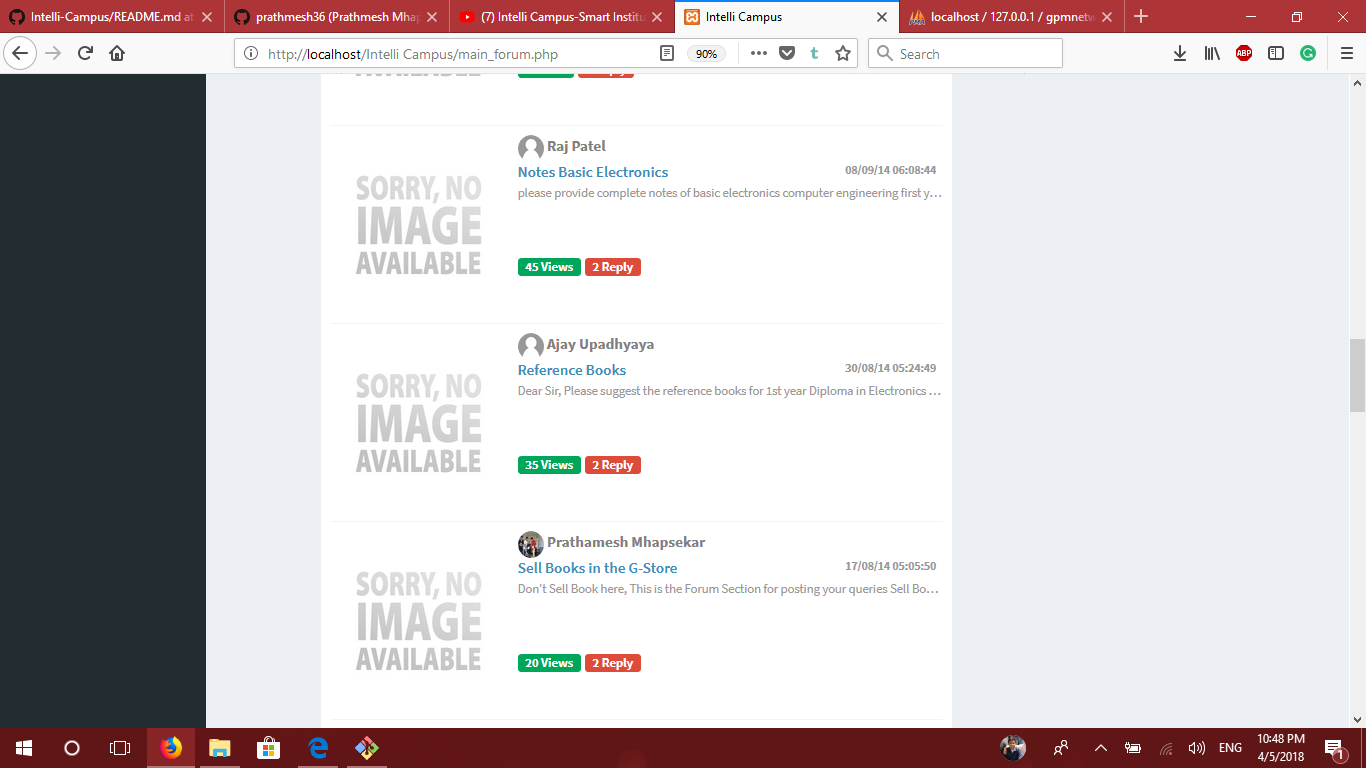 Intelli-Campus/README.md at
prathmesh36 (Prathmesh Mhap
(7) Intelli Campus-Smart Institu
Intelli Campus
localhost / 127.0.0.1 / gpmnetw
http://localhost/Intelli Campus/main_forum.php
90%
Search
ABP
Raj Patel
Notes Basic Electronics
08/09/14 06:08:44
please provide complete notes of basic electronics computer engineering first y...
SORRY, NO
IMAGE
AVAILABLE
45 Views
2 Reply
Ajay Upadhyaya
Reference Books
30/08/14 05:24:49
Dear Sir, Please suggest the reference books for 1st year Diploma in Electronics ...
SORRY, NO
IMAGE
AVAILABLE
35 Views
2 Reply
Prathamesh Mhapsekar
Sell Books in the G-Store
17/08/14 05:05:50
Don't Sell Book here, This is the Forum Section for posting your queries Sell Bo...
SORRY, NO
IMAGE
AVAILABLE
20 Views
2 Reply
ENG
10:48 PM
4/5/2018
1